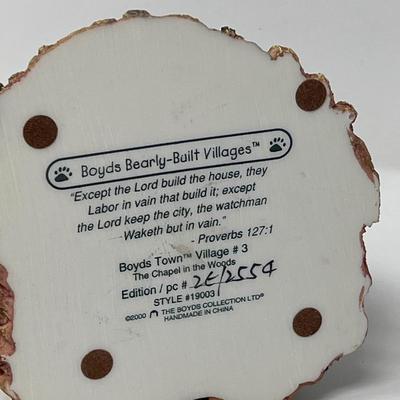 Boyds Bearly-Built Villages™
"Except the Lord build the house, they
Labor in vain that build it; except
the Lord keep the city, the watchman
Waketh but in vain."
- Proverbs 127:1
Boyds Town™ Village # 3
The Chapel in the Woods
Edition / pc # 2E/2554
STYLE #19003
©2000 THE BOYDS COLLECTION LTD®
HANDMADE IN CHINA